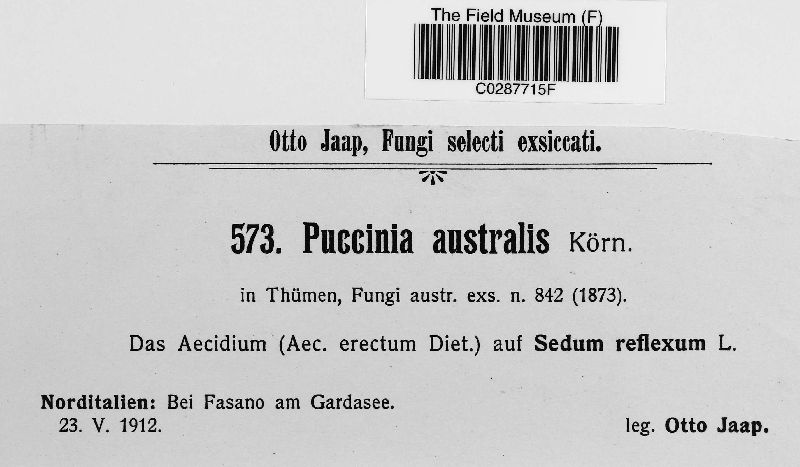 The Field Museum (F)
C0287715F
Otto Jaap, Fungi selecti exsiccati.
573. Puccinia australis Körn.
in Thümen, Fungi austr. exs. n. 842 (1873).
Das Aecidium (Aec. erectum Diet.) auf Sedum reflexum L.
Norditalien: Bei Fasano am Gardasee.
23. V. 1912.
leg. Otto Jaap.